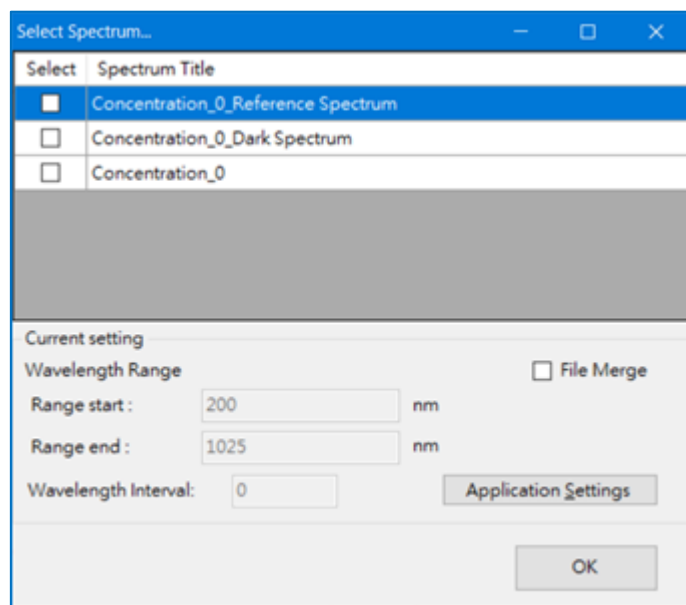 Select Spectrum...
Select Spectrum Title
Concentration_0_Reference Spectrum
Concentration_0_Dark Spectrum
Concentration_0
Current setting
Wavelength Range File Merge
Range start : 200 nm
Range end : 1025 nm
Wavelength Interval: 0 Application Settings
OK